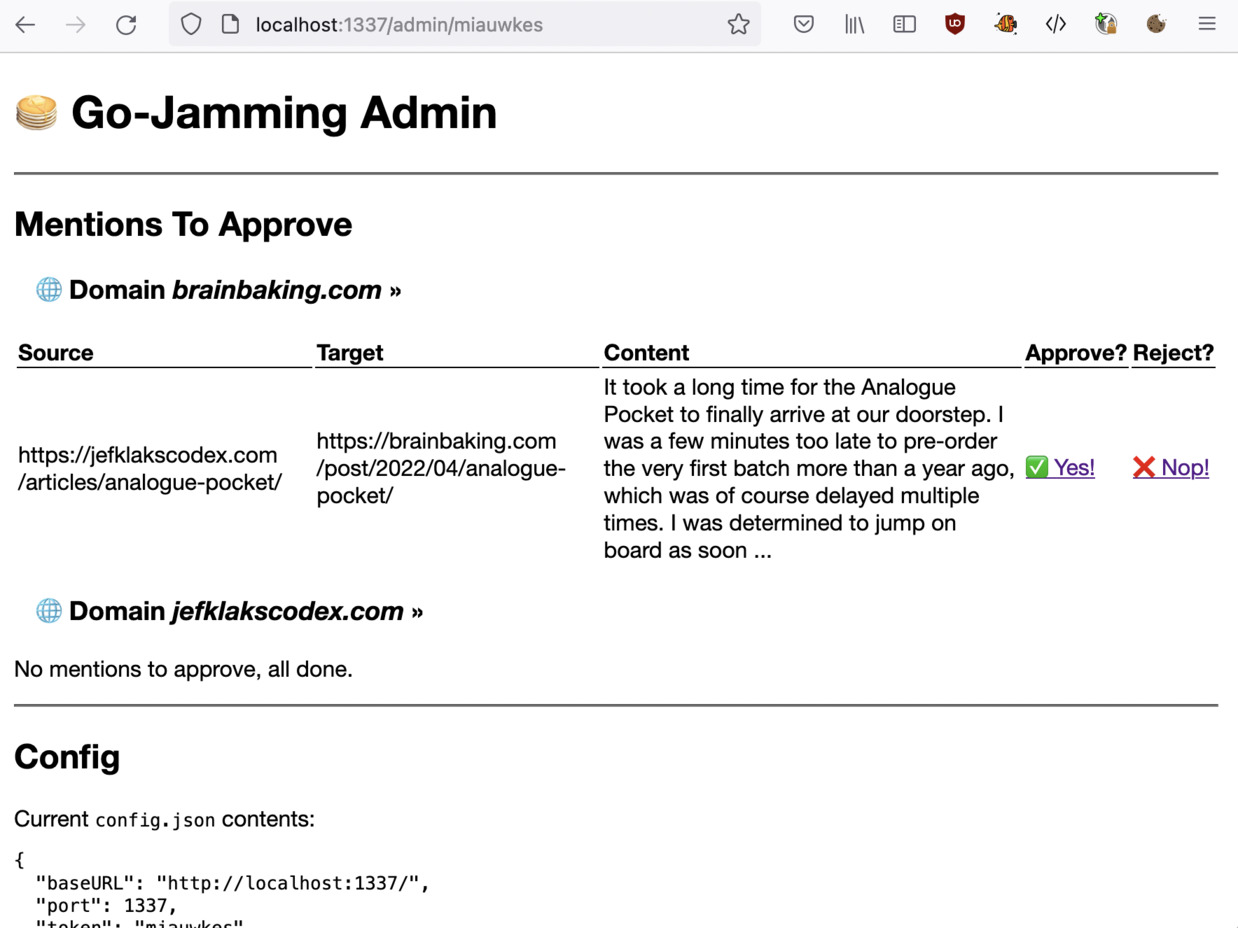 localhost:1337/admin/miauwkes
🥞 Go-Jamming Admin
Mentions To Approve
🌐 Domain brainbaking.com »
Source Target Content Approve? Reject?
https://jefklakscodex.com
/articles/analogue-pocket/
https://brainbaking.com
/post/2022/04/analogue-
pocket/
It took a long time for the Analogue
Pocket to finally arrive at our doorstep. I
was a few minutes too late to pre-order
the very first batch more than a year ago,
which was of course delayed multiple
times. I was determined to jump on
board as soon ...
✅ Yes!
❌ Nop!
🌐 Domain jefklakscodex.com »
No mentions to approve, all done.
Config
Current config.json contents:
{
"baseURL": "http://localhost:1337/",
"port": 1337,
"token": "miauwkes"